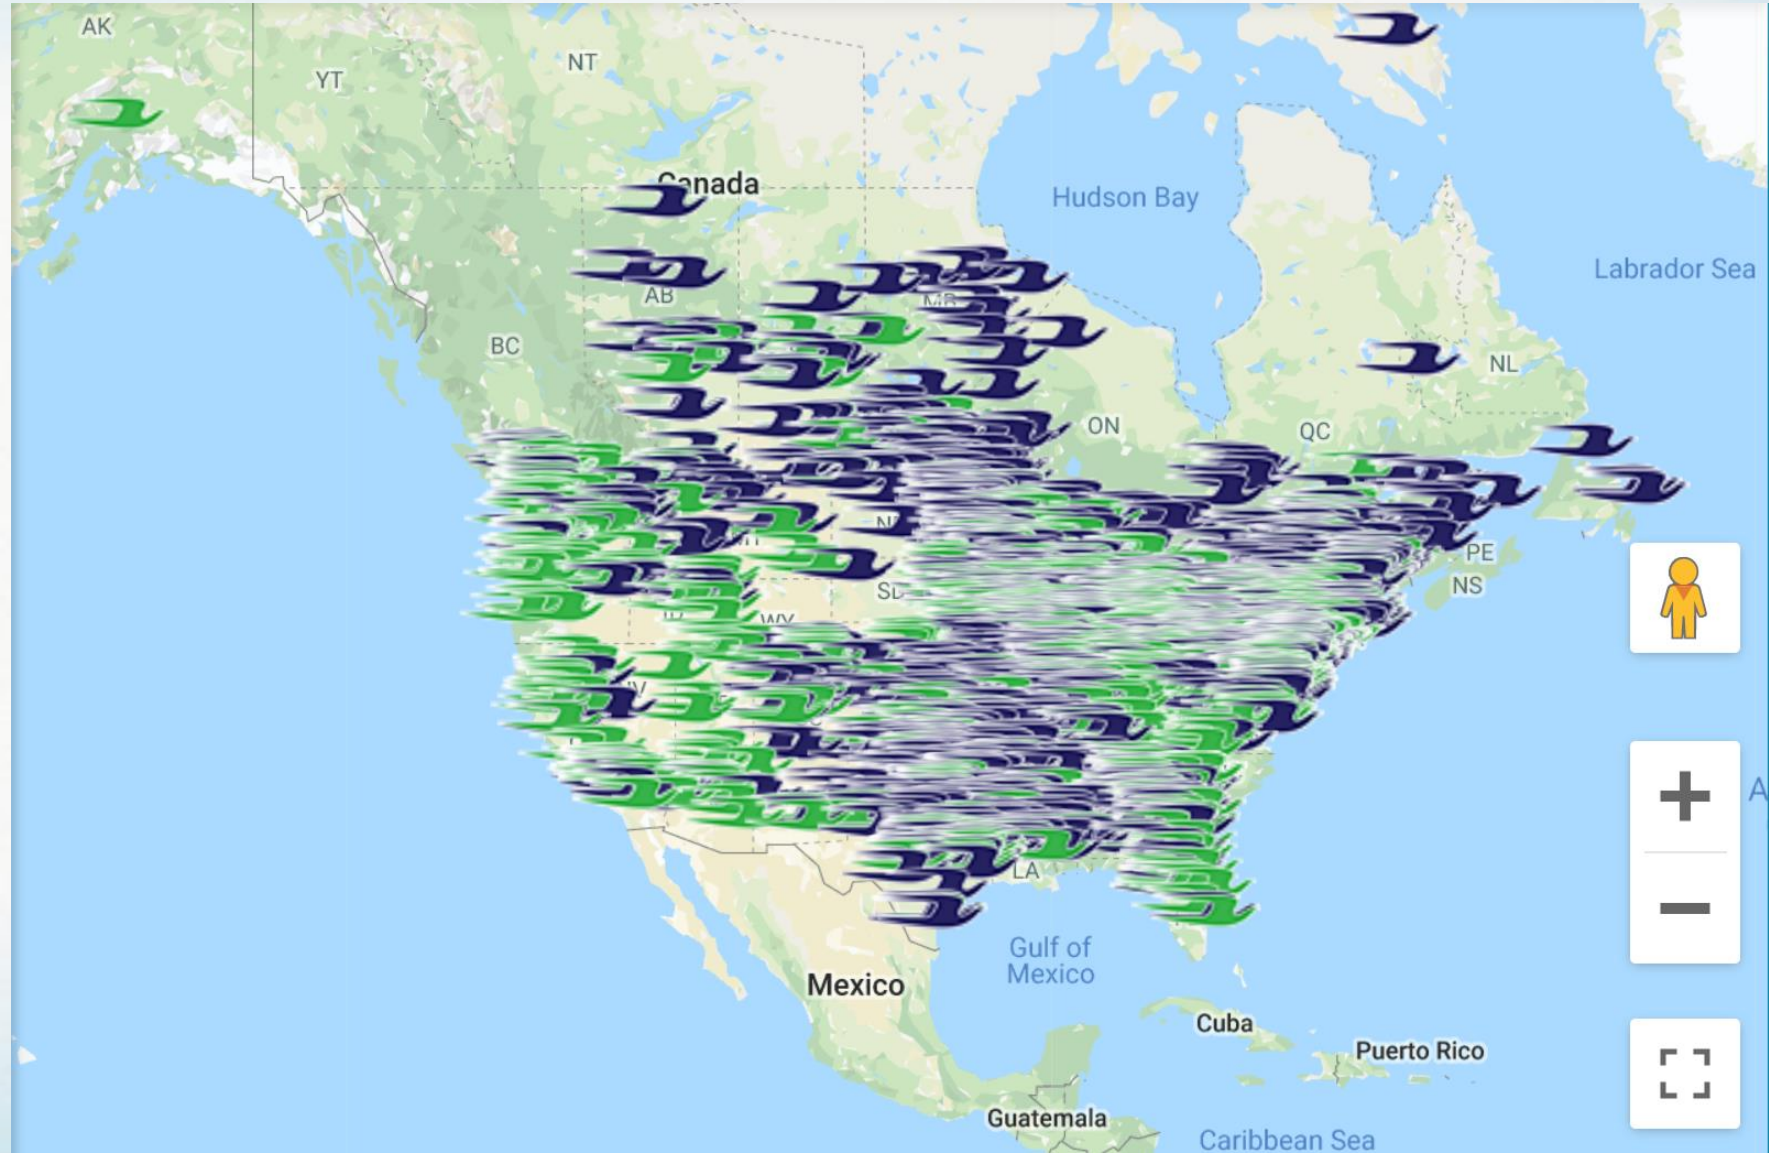 AK
YT
NT
Canada
Hudson Bay
Labrador Sea
AB
BC
NL
ON
QC
PE
NS
WY
LA
Gulf of
Mexico
Mexico
Cuba
Puerto Rico
Guatemala
Caribbean Sea
A